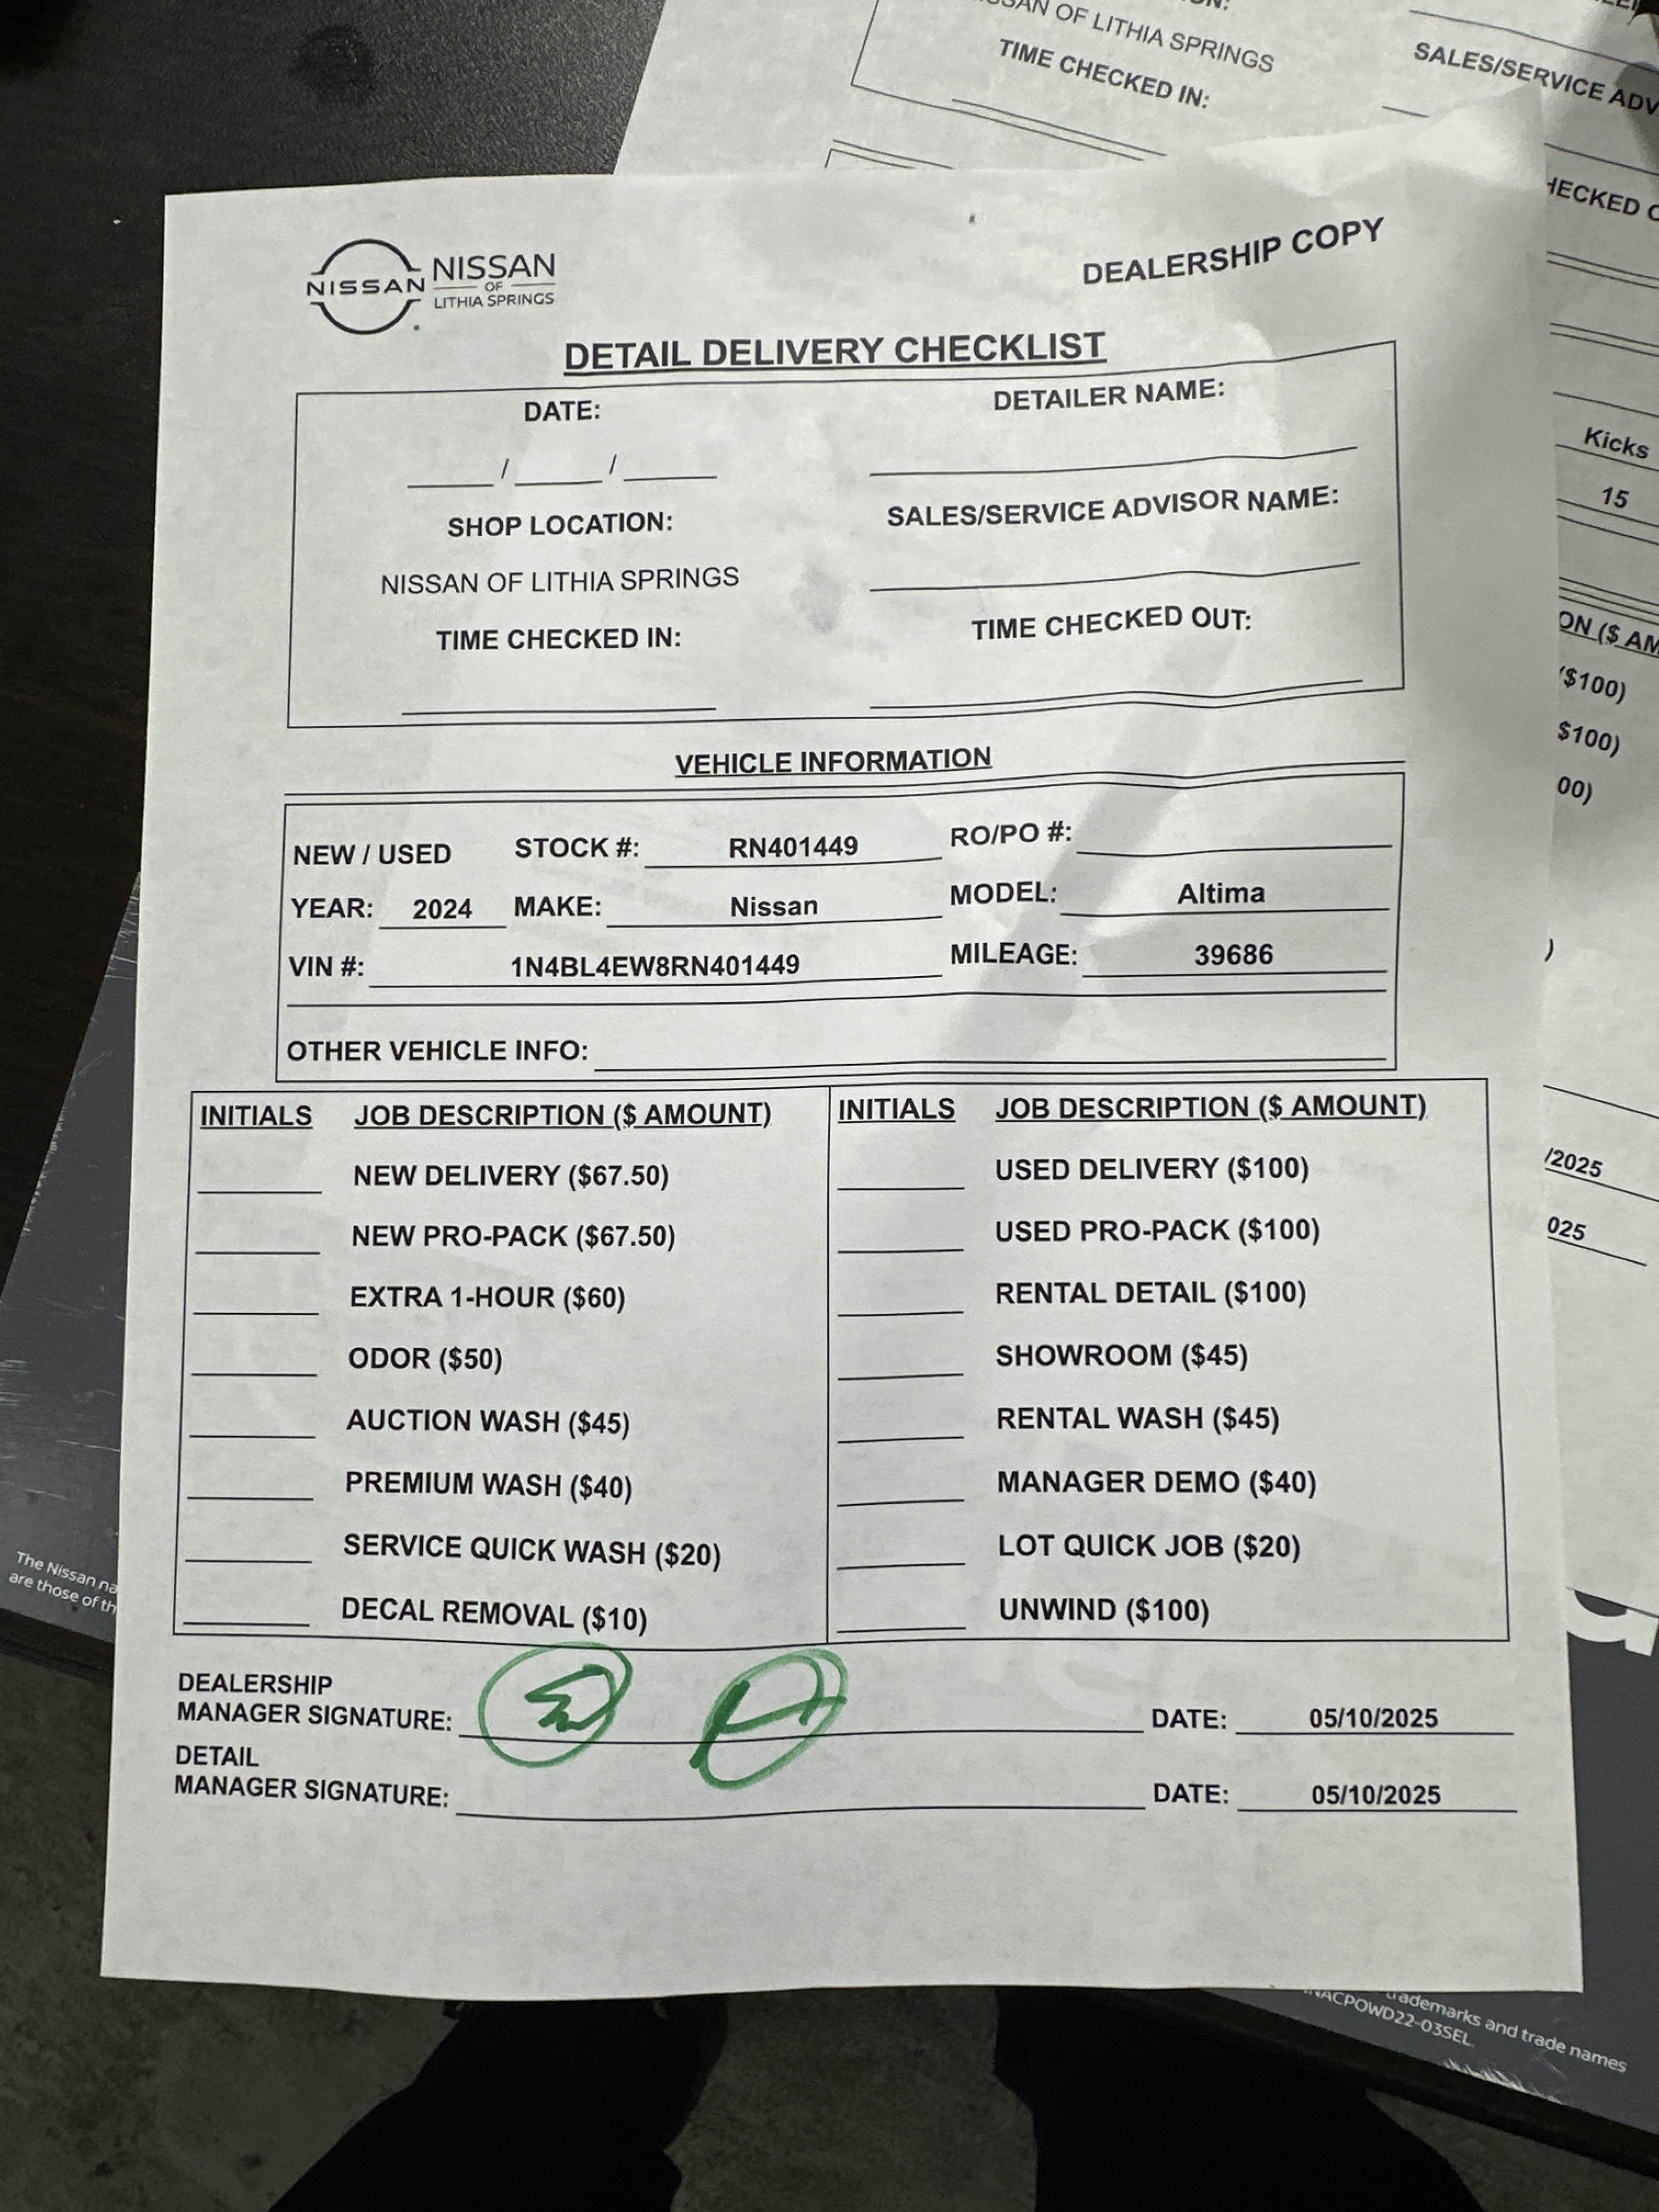 SAN OF LITHIA SPRINGS
TIME CHECKED IN:
SALES/SERVICE ADV
HECKED O
NISSAN
NISSAN
OF
LITHIA SPRINGS
DEALERSHIP COPY
DETAIL DELIVERY CHECKLIST
DATE: DETAILER NAME:
____/____/____
SHOP LOCATION: SALES/SERVICE ADVISOR NAME:
NISSAN OF LITHIA SPRINGS
TIME CHECKED IN: TIME CHECKED OUT:
VEHICLE INFORMATION
NEW / USED STOCK #: RN401449 RO/PO #:
YEAR: 2024 MAKE: Nissan MODEL: Altima
VIN #: 1N4BL4EW8RN401449 MILEAGE: 39686
OTHER VEHICLE INFO:
INITIALS JOB DESCRIPTION ($ AMOUNT) INITIALS JOB DESCRIPTION ($ AMOUNT)
NEW DELIVERY ($67.50) USED DELIVERY ($100)
NEW PRO-PACK ($67.50) USED PRO-PACK ($100)
EXTRA 1-HOUR ($60) RENTAL DETAIL ($100)
ODOR ($50) SHOWROOM ($45)
AUCTION WASH ($45) RENTAL WASH ($45)
PREMIUM WASH ($40) MANAGER DEMO ($40)
SERVICE QUICK WASH ($20) LOT QUICK JOB ($20)
DECAL REMOVAL ($10) UNWIND ($100)
DEALERSHIP
MANAGER SIGNATURE: DATE: 05/10/2025
DETAIL
MANAGER SIGNATURE: DATE: 05/10/2025
Kicks
15
ON ($ AM
($100)
$100)
00)
)
/2025
025
The Nissan na
are those of th
trademarks and trade names
NACPOWD22-03SEL